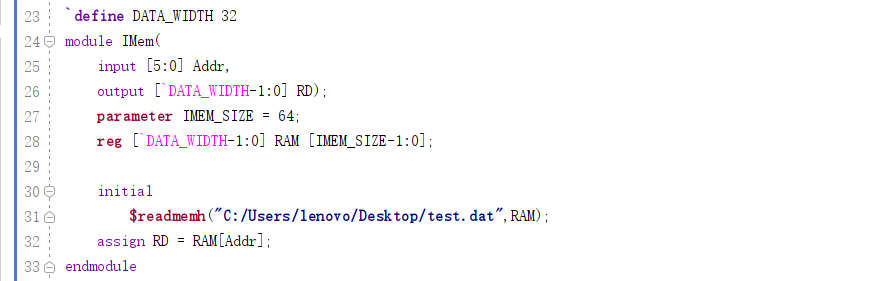 23 `define DATA_WIDTH 32
24 module IMem(
25     input [5:0] Addr,
26     output [`DATA_WIDTH-1:0] RD);
27     parameter IMEM_SIZE = 64;
28     reg [`DATA_WIDTH-1:0] RAM [IMEM_SIZE-1:0];
29
30     initial
31         $readmemh("C:/Users/lenovo/Desktop/test.dat",RAM);
32     assign RD = RAM[Addr];
33 endmodule